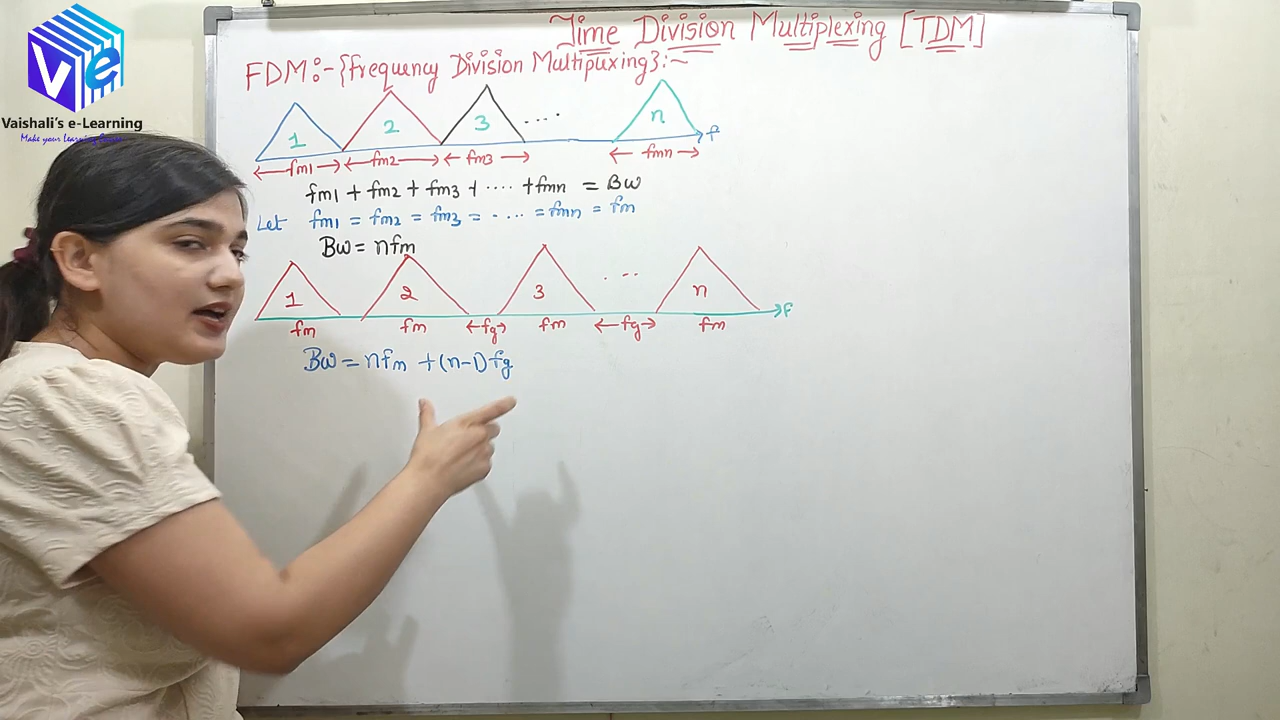 Time Division Multiplexing [TDM]
FDM:-{Frequency Division Multipuxing}:~
Ve
Vaishali's e-Learning
1 2 3 .... n f
fm1 fm2 fm3 fmn
fm1 + fm2 + fm3 + .... + fmn = Bw
Let fm1 = fm2 = fm3 = - .... = fmn = fm
Bw = nfm
1 2 3 ... n f
fm fm fg fm fg fm
Bw = nfm + (n-1)fg